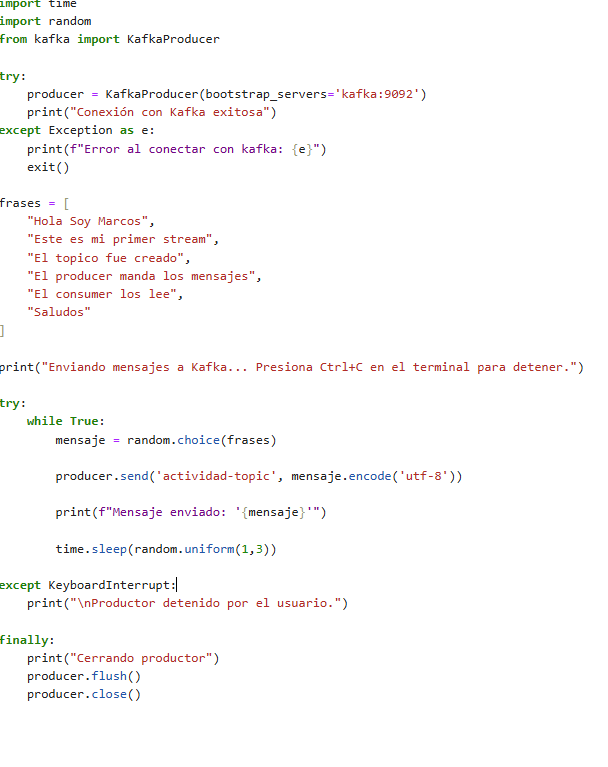 import time
import random
from kafka import KafkaProducer
try:
producer = KafkaProducer(bootstrap_servers='kafka:9092')
print("Conexión con Kafka exitosa")
except Exception as e:
print(f"Error al conectar con kafka: {e}")
exit()
frases = [
"Hola Soy Marcos",
"Este es mi primer stream",
"El topico fue creado",
"El producer manda los mensajes",
"El consumer los lee",
"Saludos"
]
print("Enviando mensajes a Kafka... Presiona Ctrl+C en el terminal para detener.")
try:
while True:
mensaje = random.choice(frases)
producer.send('actividad-topic', mensaje.encode('utf-8'))
print(f"Mensaje enviado: '{mensaje}'")
time.sleep(random.uniform(1,3))
except KeyboardInterrupt:
print("\nProductor detenido por el usuario.")
finally:
print("Cerrando productor")
producer.flush()
producer.close()